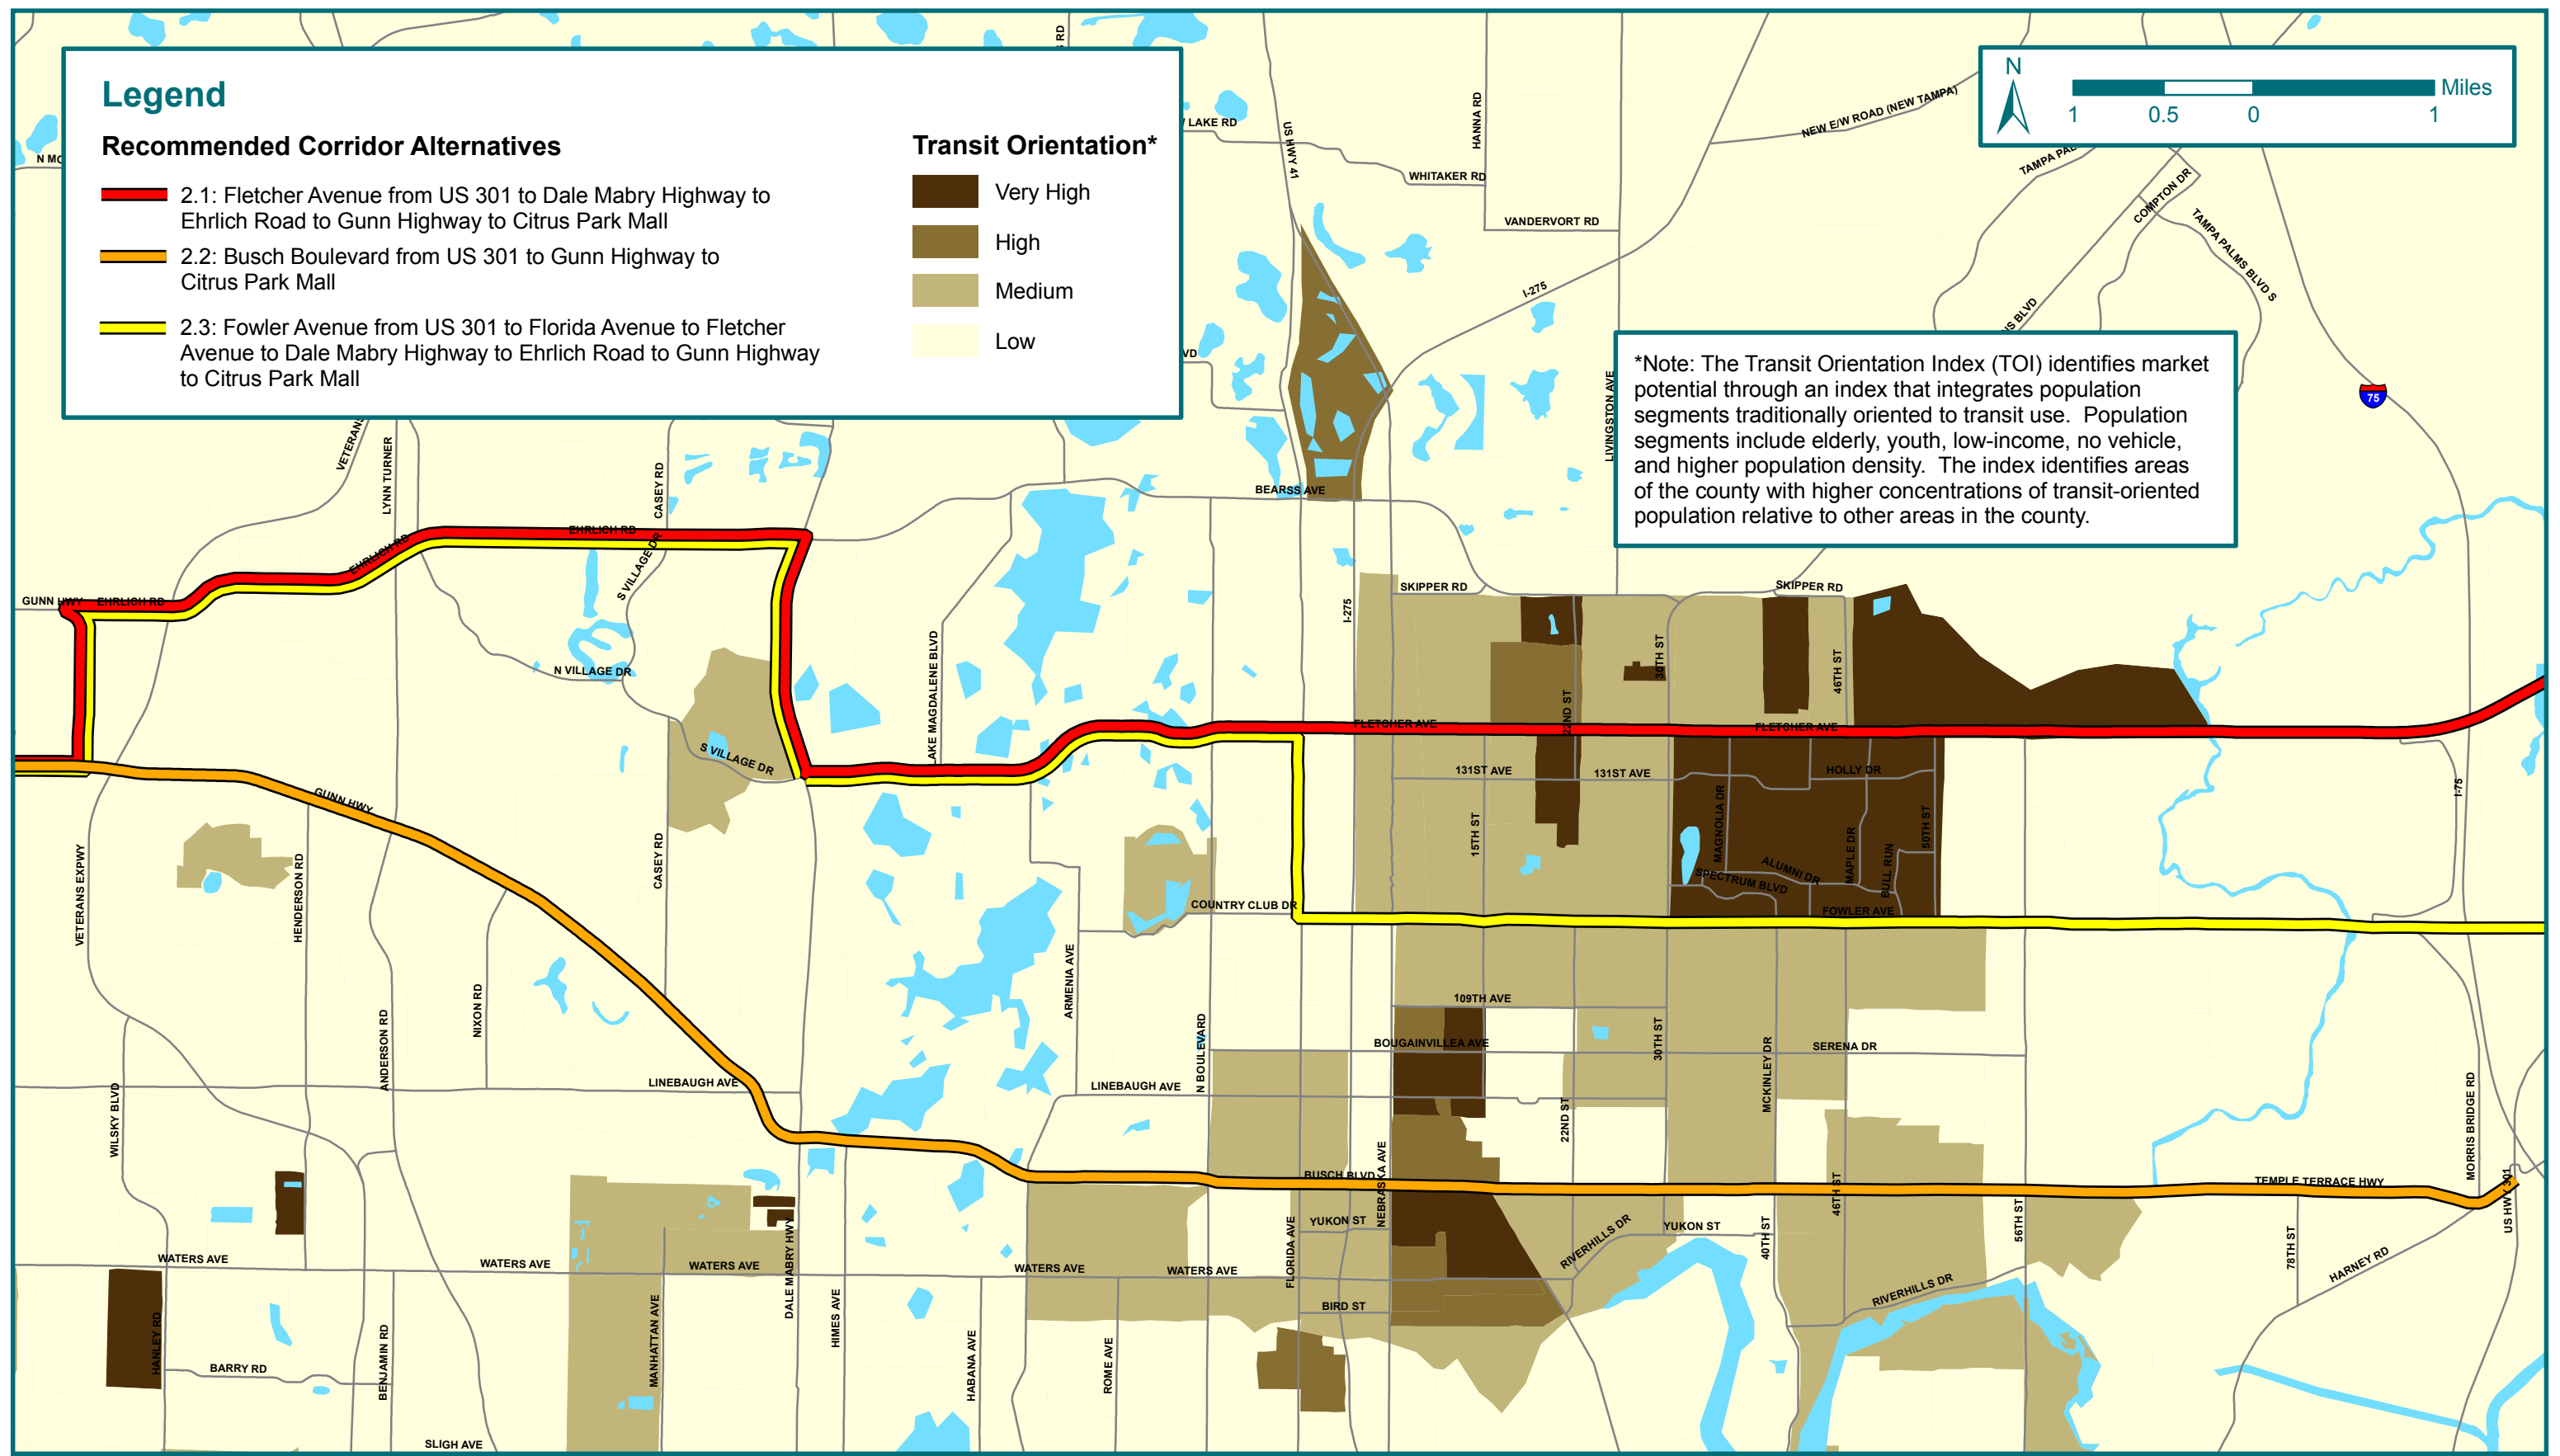 Legend
Recommended Corridor Alternatives
2.1: Fletcher Avenue from US 301 to Dale Mabry Highway to
Ehrlich Road to Gunn Highway to Citrus Park Mall
2.2: Busch Boulevard from US 301 to Gunn Highway to
Citrus Park Mall
2.3: Fowler Avenue from US 301 to Florida Avenue to Fletcher
Avenue to Dale Mabry Highway to Ehrlich Road to Gunn Highway
to Citrus Park Mall
Transit Orientation*
Very High
High
Medium
Low
N
Miles
1 0.5 0 1
*Note: The Transit Orientation Index (TOI) identifies market
potential through an index that integrates population
segments traditionally oriented to transit use. Population
segments include elderly, youth, low-income, no vehicle,
and higher population density. The index identifies areas
of the county with higher concentrations of transit-oriented
population relative to other areas in the county.
RD
LAKE RD
US HWY 41
HANNA RD
WHITAKER RD
VANDERVORT RD
NEW E/W ROAD (NEW TAMPA)
COMPTON DR
TAMPA PALMS BLVD S
BLVD
I-275
LIVINGSTON AVE
75
VETERANS
LYNN TURNER
CASEY RD
BEARSS AVE
EHRLICH RD
EHRLICH RD
S VILLAGE DR
GUNN HWY
EHRLICH RD
N VILLAGE DR
S VILLAGE DR
LAKE MAGDALENE BLVD
I-275
SKIPPER RD
SKIPPER RD
30TH ST
46TH ST
22ND ST
FLETCHER AVE
FLETCHER AVE
131ST AVE
131ST AVE
HOLLY DR
I-75
GUNN HWY
VETERANS EXPWY
HENDERSON RD
CASEY RD
15TH ST
MAGNOLIA DR
MAPLE DR
BULL RUN
50TH ST
ALUMNI DR
SPECTRUM BLVD
COUNTRY CLUB DR
FOWLER AVE
NIXON RD
ARMENIA AVE
109TH AVE
ANDERSON RD
N BOULEVARD
BOUGAINVILLEA AVE
30TH ST
MCKINLEY DR
SERENA DR
LINEBAUGH AVE
LINEBAUGH AVE
WILSKY BLVD
22ND ST
MORRIS BRIDGE RD
BUSCH BLVD
NEBRASKA AVE
46TH ST
TEMPLE TERRACE HWY
US HWY 301
YUKON ST
YUKON ST
RIVERHILLS DR
40TH ST
56TH ST
78TH ST
HARNEY RD
WATERS AVE
WATERS AVE
WATERS AVE
WATERS AVE
WATERS AVE
DALE MABRY HWY
FLORIDA AVE
BIRD ST
RIVERHILLS DR
HANLEY RD
BARRY RD
BENJAMIN RD
MANHATTAN AVE
HIMES AVE
HABANA AVE
ROME AVE
SLIGH AVE